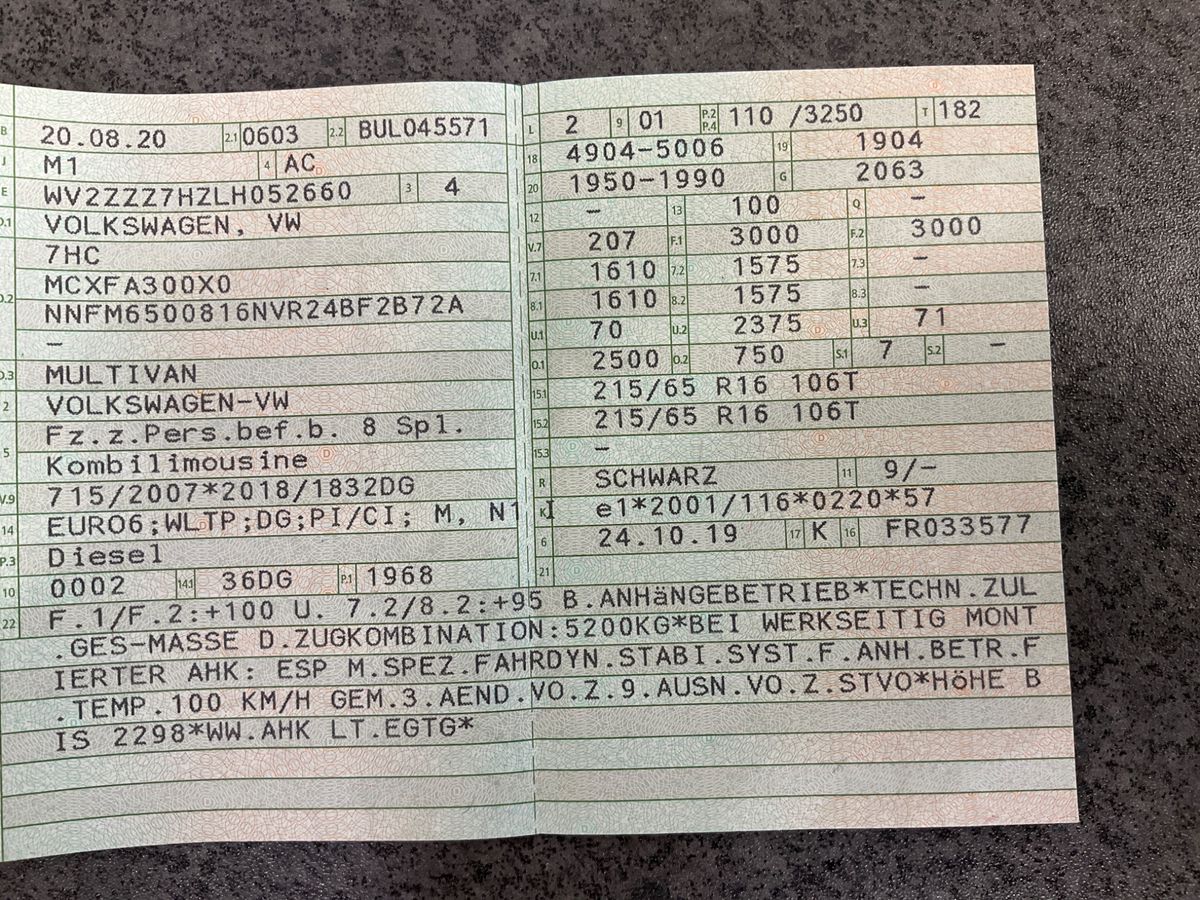 B 20.08.20 2.1 0603 2.2 BUL045571
J M1 4 AC
E WV2ZZZ7HZLH052660 3 4
D.1 VOLKSWAGEN, VW
7HC
D.2 MCXFA300X0
NNFM6500816NVR24BF2B72A
–
D.3 MULTIVAN
2 VOLKSWAGEN-VW
5 Fz.z.Pers.bef.b. 8 Spl.
Kombilimousine
V.9 715/2007*2018/1832DG
14 EURO6;WLTP;DG;PI/CI; M, N1 I
P.3 Diesel
10 0002 14.1 36DG P.1 1968
L 2 9 01 P.2 P.4 110 /3250 T 182
18 4904-5006 19 1904
20 1950-1990 G 2063
12 – 13 100 Q –
V.7 207 F.1 3000 F.2 3000
7.1 1610 7.2 1575 7.3 –
8.1 1610 8.2 1575 8.3 –
U.1 70 U.2 2375 U.3 71
O.1 2500 O.2 750 S.1 7 S.2 –
15.1 215/65 R16 106T
15.2 215/65 R16 106T
15.3 –
R SCHWARZ 11 9/–
K e1*2001/116*0220*57
6 24.10.19 17 K 16 FR033577
21
22 F.1/F.2:+100 U. 7.2/8.2:+95 B.ANHäNGEBETRIEB*TECHN.ZUL
.GES-MASSE D.ZUGKOMBINATION:5200KG*BEI WERKSEITIG MONT
IERTER AHK: ESP M.SPEZ.FAHRDYN.STABI.SYST.F.ANH.BETR.F
.TEMP.100 KM/H GEM.3.AEND.VO.Z.9.AUSN.VO.Z.STVO*HöHE B
IS 2298*WW.AHK LT.EGTG*